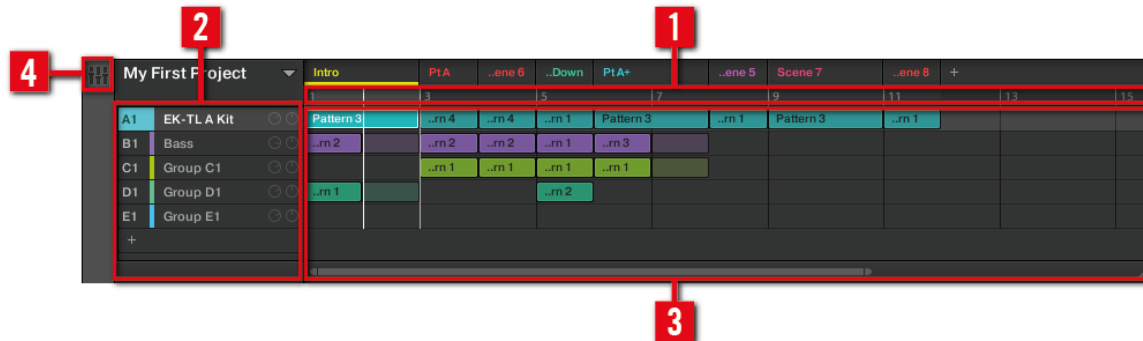 2 1
4 My First Project Intro PtA ..ene 6 ..Down PtA+ ..ene 5 Scene 7 ..ene 8 +
1 3 5 7 9 11 13 15
A1 EK-TL A Kit Pattern 3 ..rn 4 ..rn 4 ..rn 1 Pattern 3 ..rn 1 Pattern 3 ..rn 1
B1 Bass ..rn 2 ..rn 2 ..rn 2 ..rn 1 ..rn 3
C1 Group C1 ..rn 1 ..rn 1 ..rn 1 ..rn 1
D1 Group D1 ..rn 1 ..rn 2
E1 Group E1
+
3